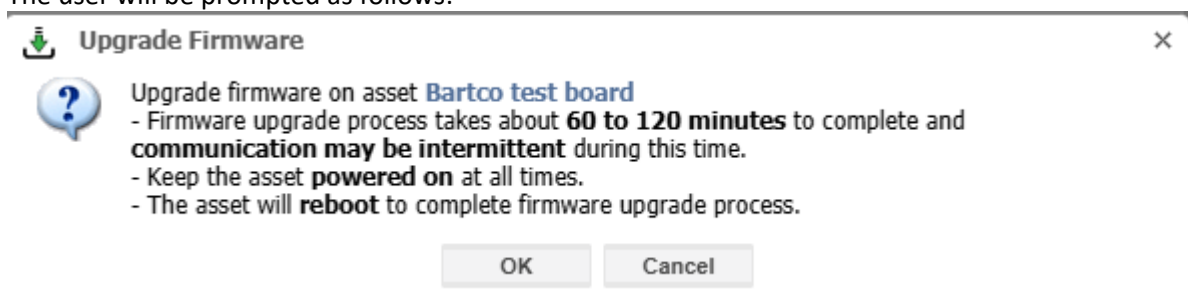 The user will be prompted as follows:
Upgrade Firmware
Upgrade firmware on asset Bartco test board
- Firmware upgrade process takes about 60 to 120 minutes to complete and
communication may be intermittent during this time.
- Keep the asset powered on at all times.
- The asset will reboot to complete firmware upgrade process.
OK Cancel